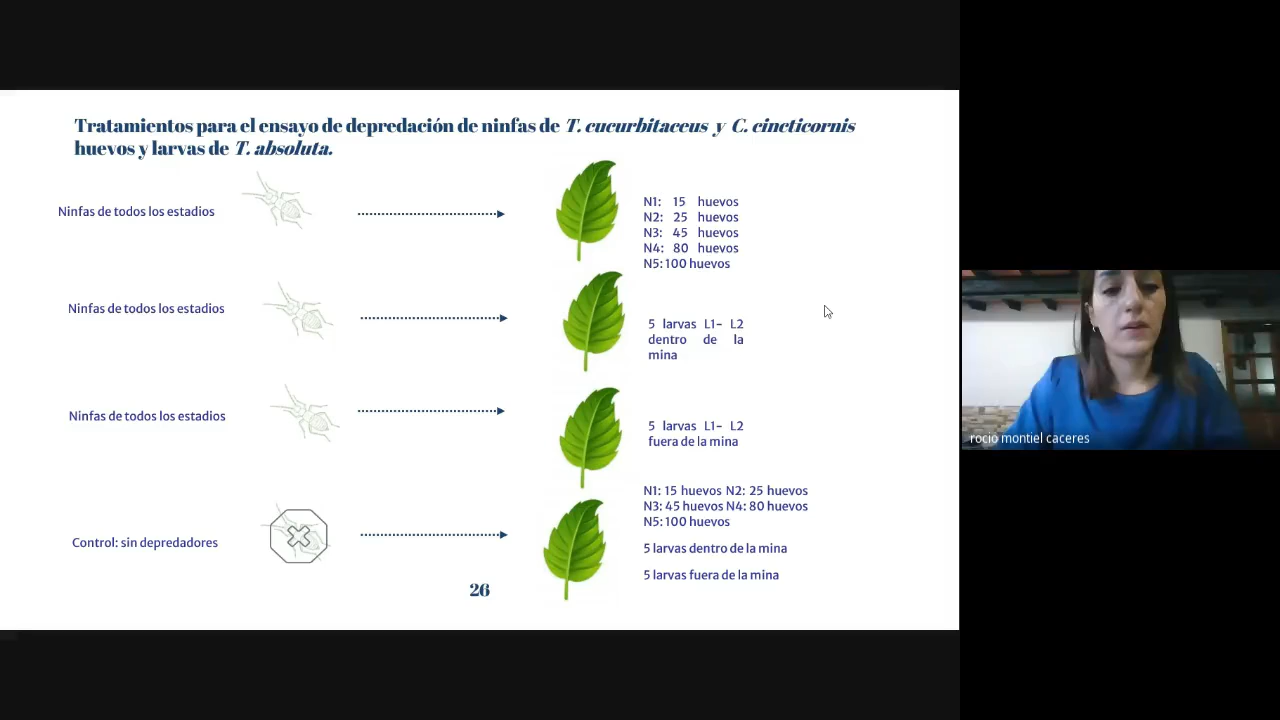 Tratamientos para el ensayo de depredación de ninfas de T. cucurbitaceus y C. cincticornis
huevos y larvas de T. absoluta.
Ninfas de todos los estadios
N1: 15 huevos
N2: 25 huevos
N3: 45 huevos
N4: 80 huevos
N5: 100 huevos
Ninfas de todos los estadios
5 larvas L1- L2
dentro de la
mina
Ninfas de todos los estadios
5 larvas L1- L2
fuera de la mina
Control: sin depredadores
N1: 15 huevos N2: 25 huevos
N3: 45 huevos N4: 80 huevos
N5: 100 huevos
5 larvas dentro de la mina
5 larvas fuera de la mina
26
rocio montiel caceres